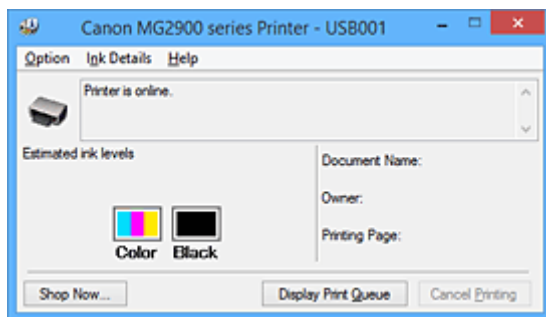 Canon MG2900 series Printer - USB001
Option Ink Details Help
Printer is online.
Estimated ink levels
Document Name:
Owner:
Printing Page:
Color Black
Shop Now... Display Print Queue Cancel Printing